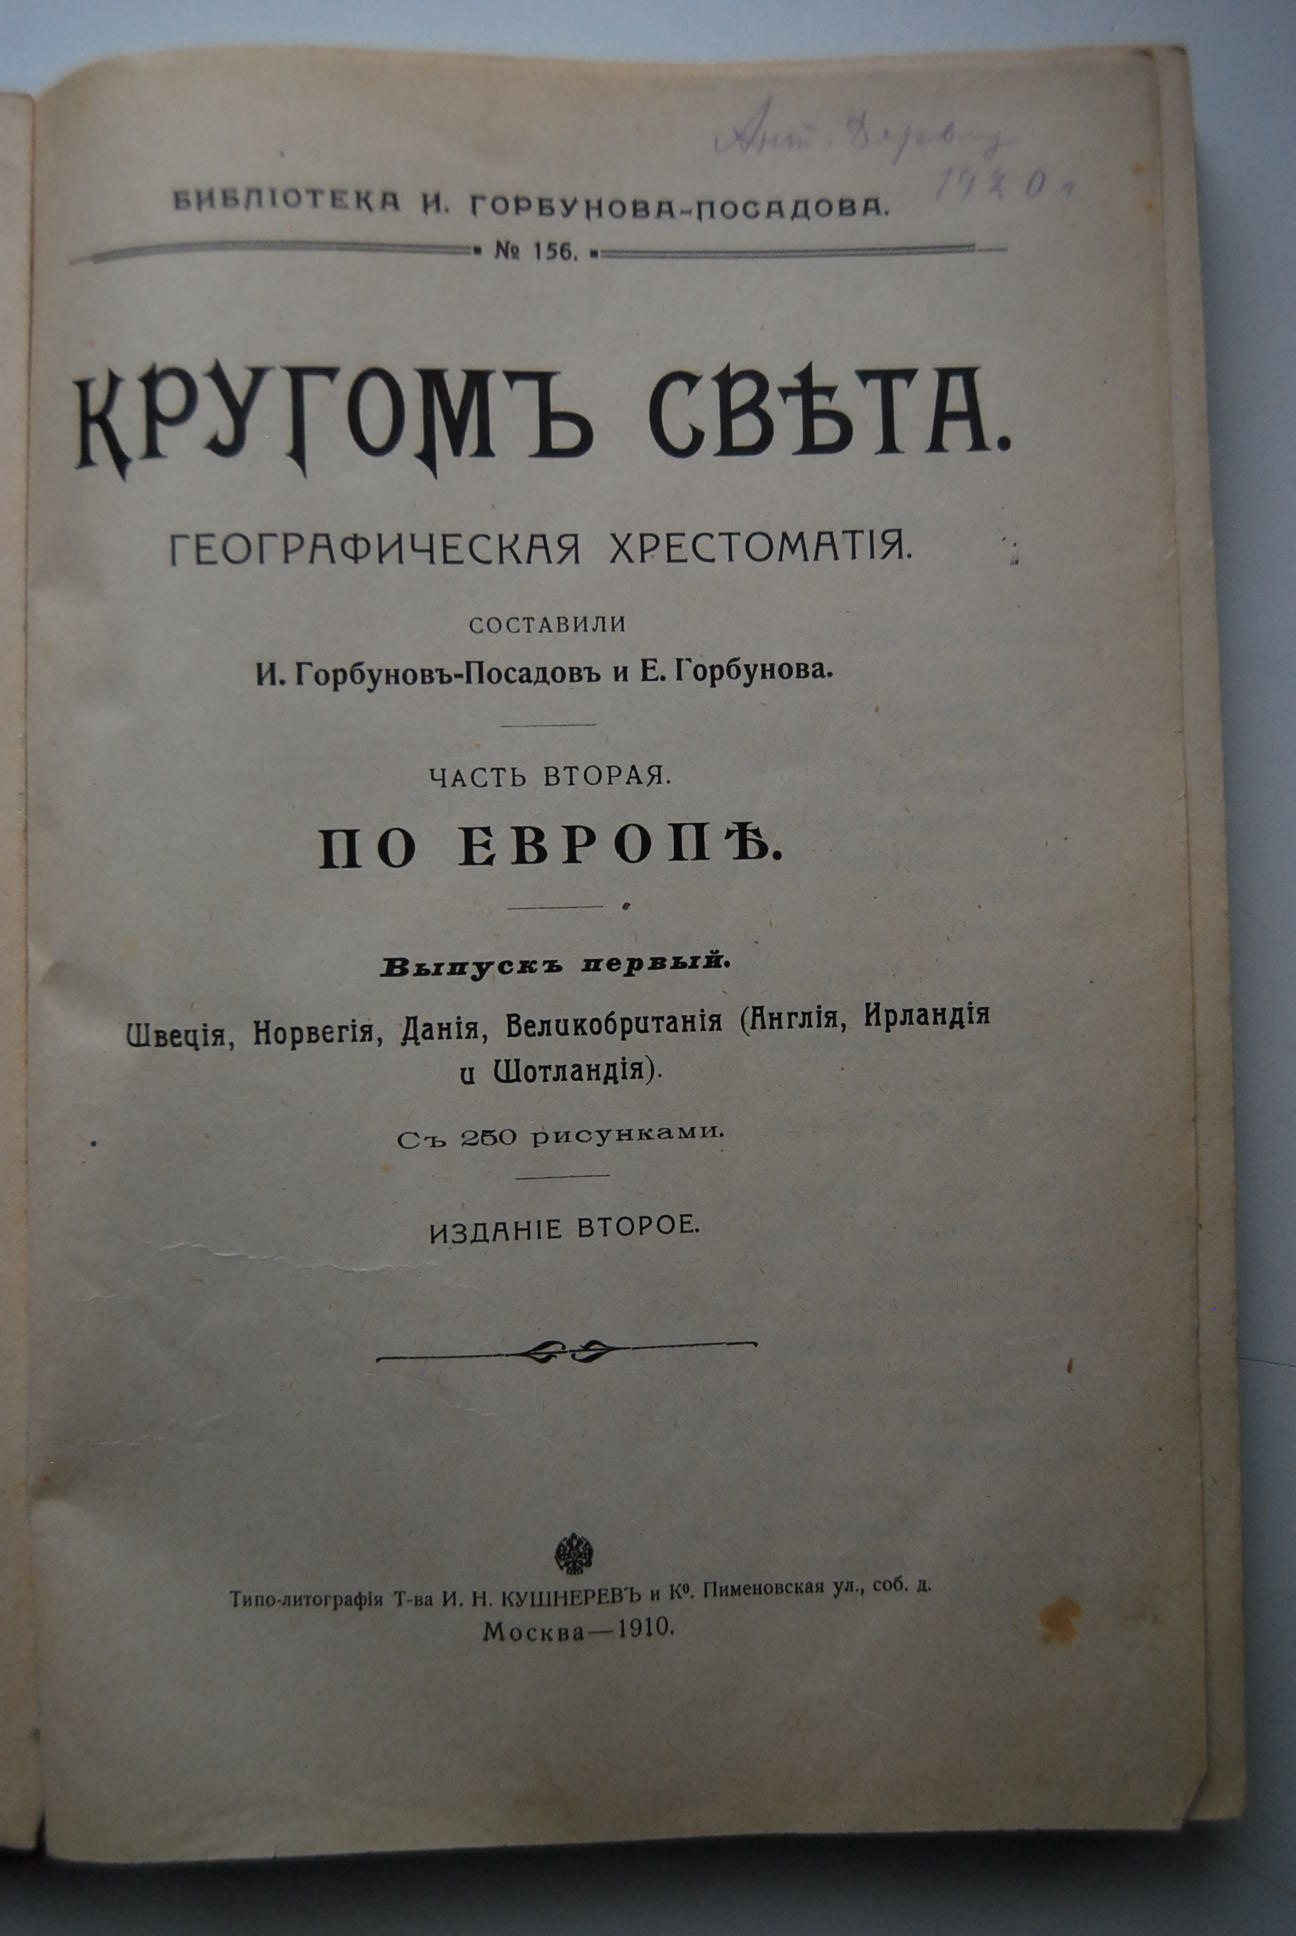 БИБЛІОТЕКА И. ГОРБУНОВА-ПОСАДОВА.
1920 г
№ 156.
КРУГОМЪ СВѢТА.
ГЕОГРАФИЧЕСКАЯ ХРЕСТОМАТІЯ.
СОСТАВИЛИ
И. Горбуновъ-Посадовъ и Е. Горбунова.
ЧАСТЬ ВТОРАЯ.
ПО ЕВРОПѢ.
Выпускъ первый.
Швеція, Норвегія, Данія, Великобританія (Англія, Ирландія
и Шотландія).
Съ 250 рисунками.
ИЗДАНІЕ ВТОРОЕ.
Типо-литографія Т-ва И. Н. КУШНЕРЕВЪ и Кº. Пименовская ул., соб. д.
Москва—1910.